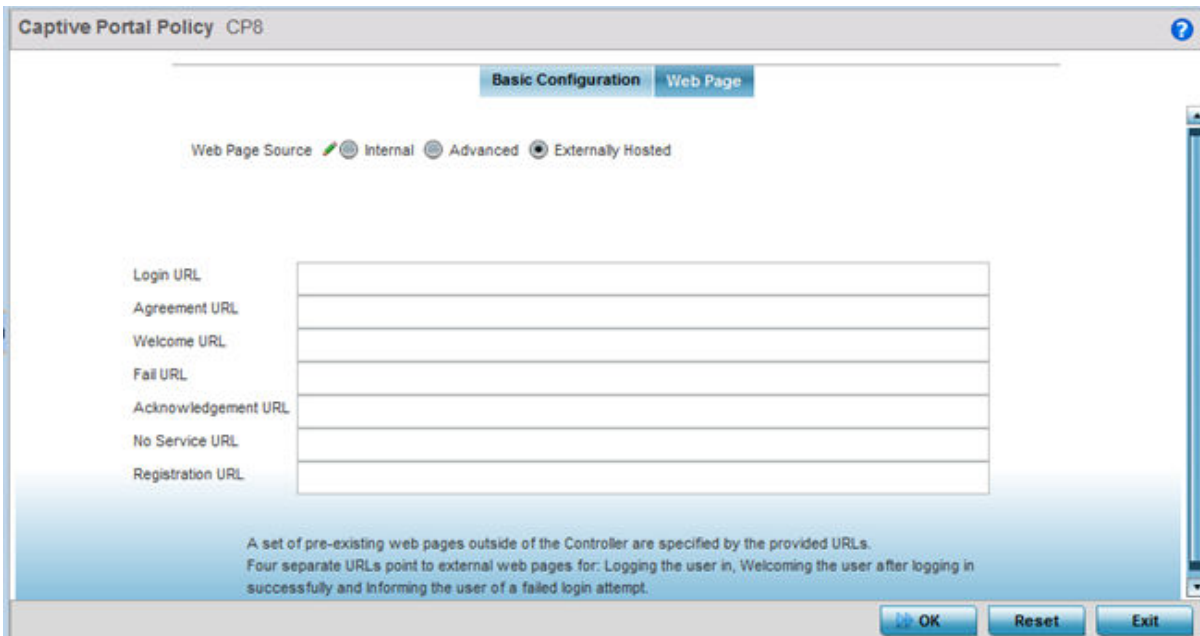 Captive Portal Policy CP8
?
Basic Configuration Web Page
Web Page Source Internal Advanced Externally Hosted
Login URL
Agreement URL
Welcome URL
Fail URL
Acknowledgement URL
No Service URL
Registration URL
A set of pre-existing web pages outside of the Controller are specified by the provided URLs.
Four separate URLs point to external web pages for: Logging the user in, Welcoming the user after logging in
successfully and Informing the user of a failed login attempt.
OK Reset Exit